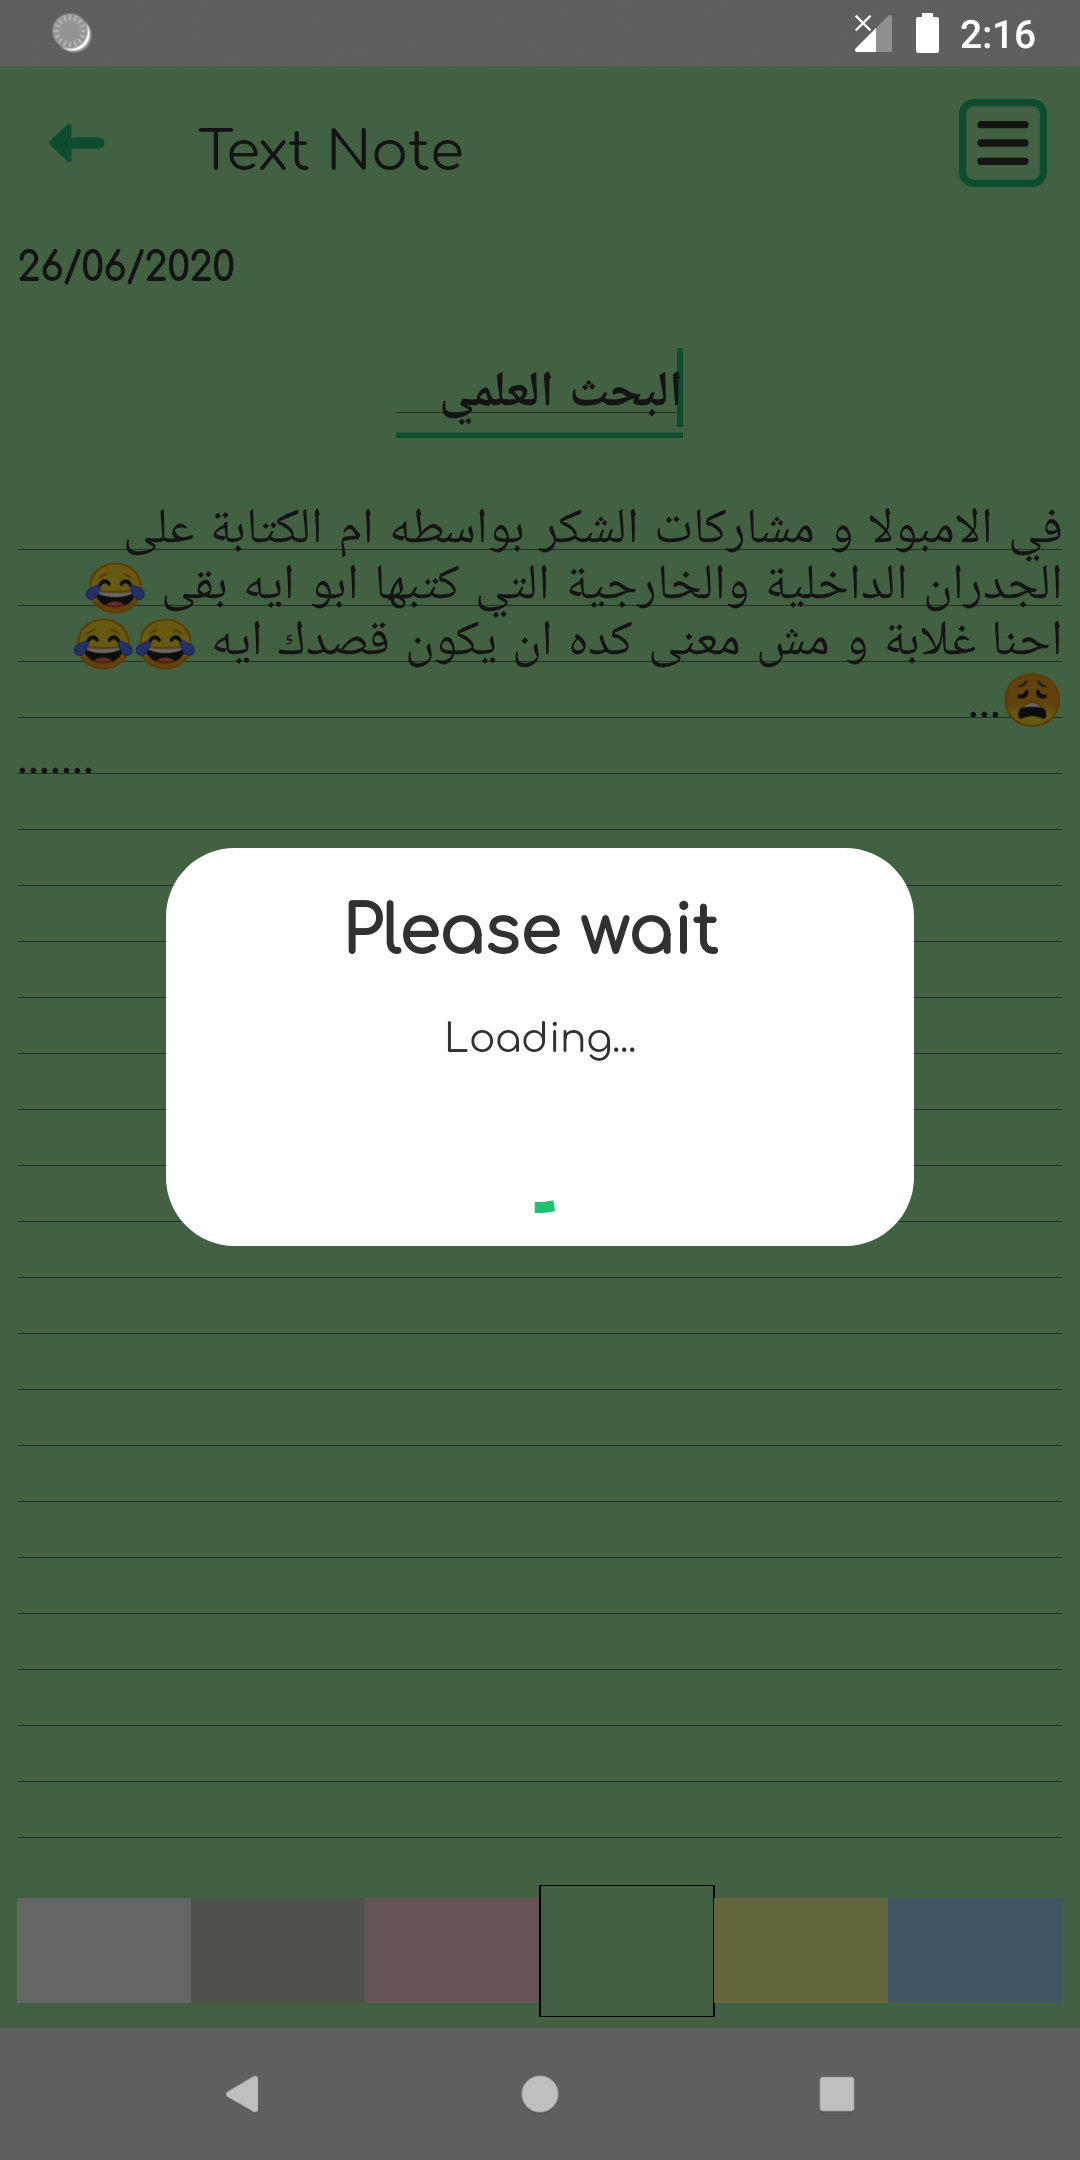 2:16
Text Note
26/06/2020
البحث العلمي
في الامبولا و مشاركات الشكر بواسطه ام الكتابة على
الجدران الداخلية والخارجية التي كتبها ابو ايه بقى 😂
احنا غلابة و مش معنى كده ان يكون قصدك ايه 😂😂
😩...
.......
Please wait
Loading...